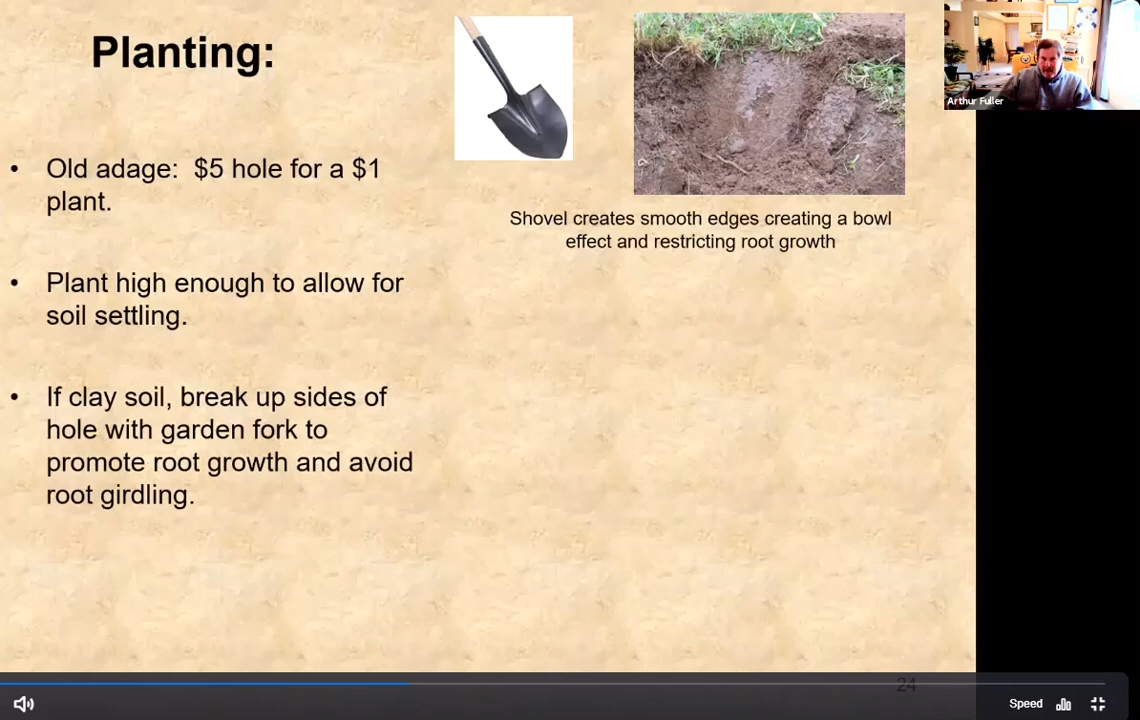 Planting:
Arthur Fuller
• Old adage:  $5 hole for a $1
plant.
Shovel creates smooth edges creating a bowl
effect and restricting root growth
• Plant high enough to allow for
soil settling.
• If clay soil, break up sides of
hole with garden fork to
promote root growth and avoid
root girdling.
24
Speed